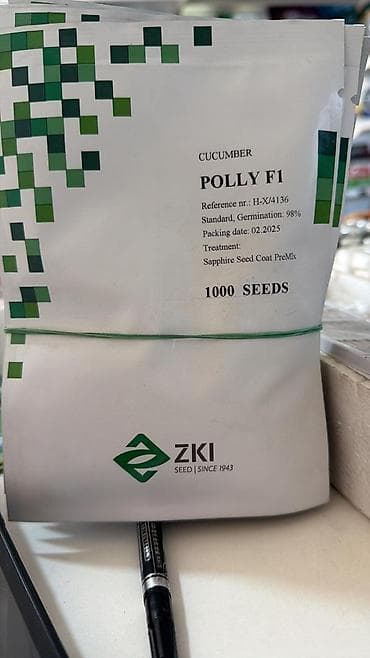 CUCUMBER
POLLY F1
Reference nr.: H-X/4136
Standard, Germination: 98%
Packing date: 02.2025
Treatment:
Sapphire Seed Coat PreMix
1000 SEEDS
ZKI
SEED | SINCE 1943